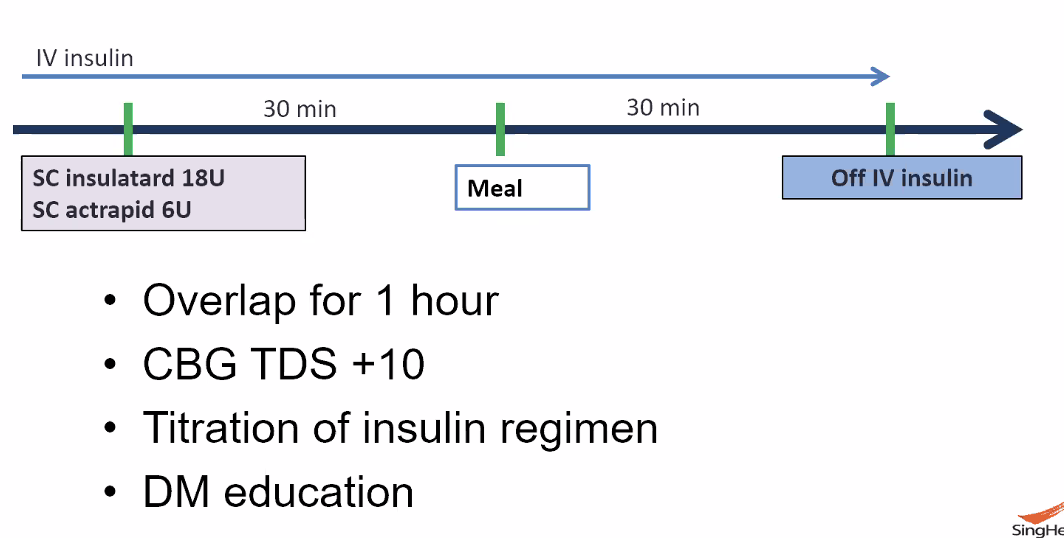 IV insulin
30 min
30 min
SC insulatard 18U
SC actrapid 6U
Meal
Off IV insulin
• Overlap for 1 hour
• CBG TDS +10
• Titration of insulin regimen
• DM education